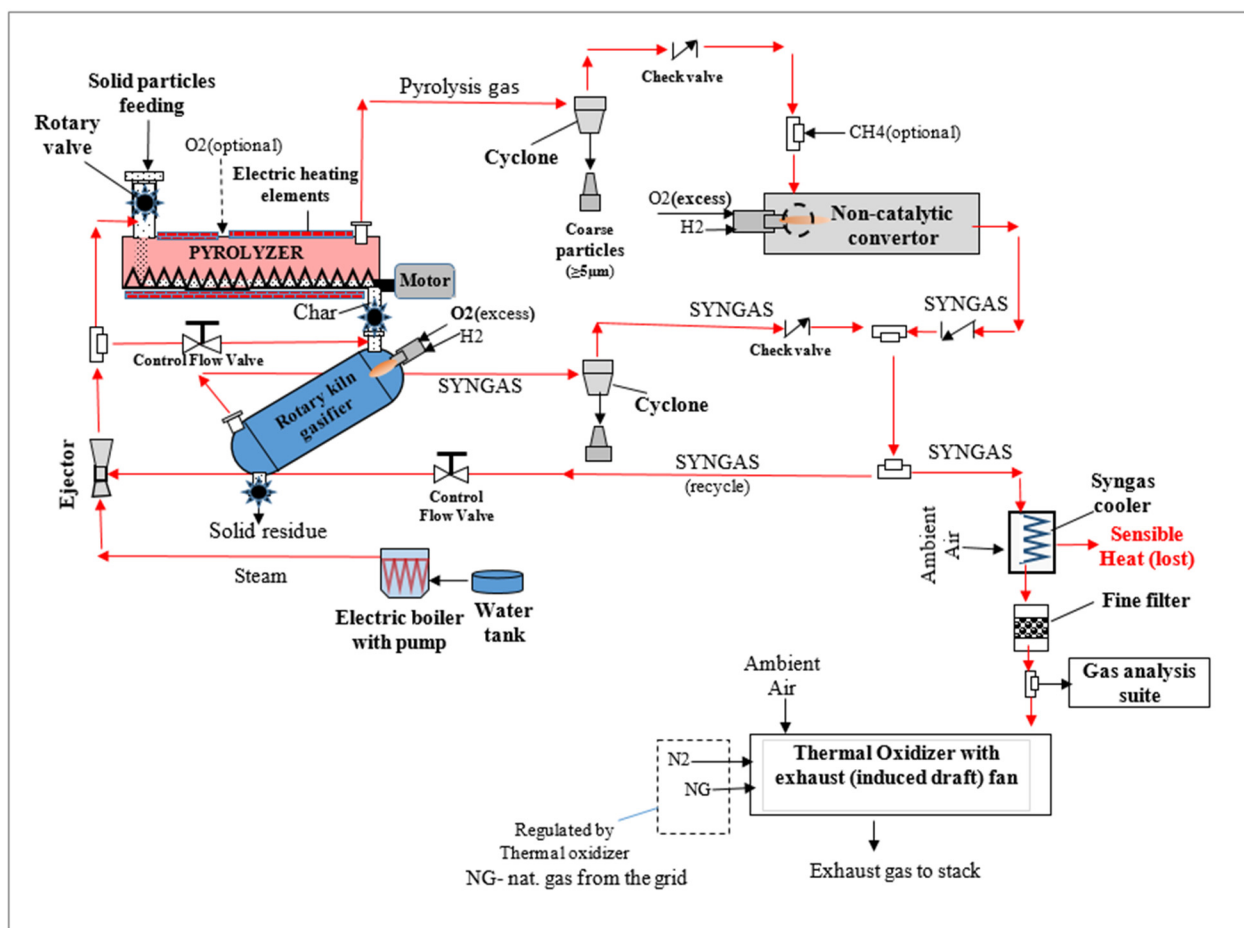 Solid particles
feeding
Rotary
valve
O2(optional)
Electric heating
elements
Pyrolysis gas
Check valve
CH4(optional)
Cyclone
Coarse
particles
(≥5μm)
O2(excess)
H2
Non-catalytic
convertor
PYROLYZER
Motor
Char
O2(excess)
H2
Control Flow Valve
SYNGAS
SYNGAS
Check valve
SYNGAS
Rotary kiln
gasifier
Cyclone
Ejector
SYNGAS
(recycle)
Control
Flow Valve
SYNGAS
Solid residue
Syngas
cooler
Ambient
Air
Sensible
Heat (lost)
Steam
Electric boiler
with pump
Water
tank
Fine filter
Gas analysis
suite
Ambient
Air
N2
NG
Thermal Oxidizer with
exhaust (induced draft) fan
Regulated by
Thermal oxidizer
NG- nat. gas from the grid
Exhaust gas to stack